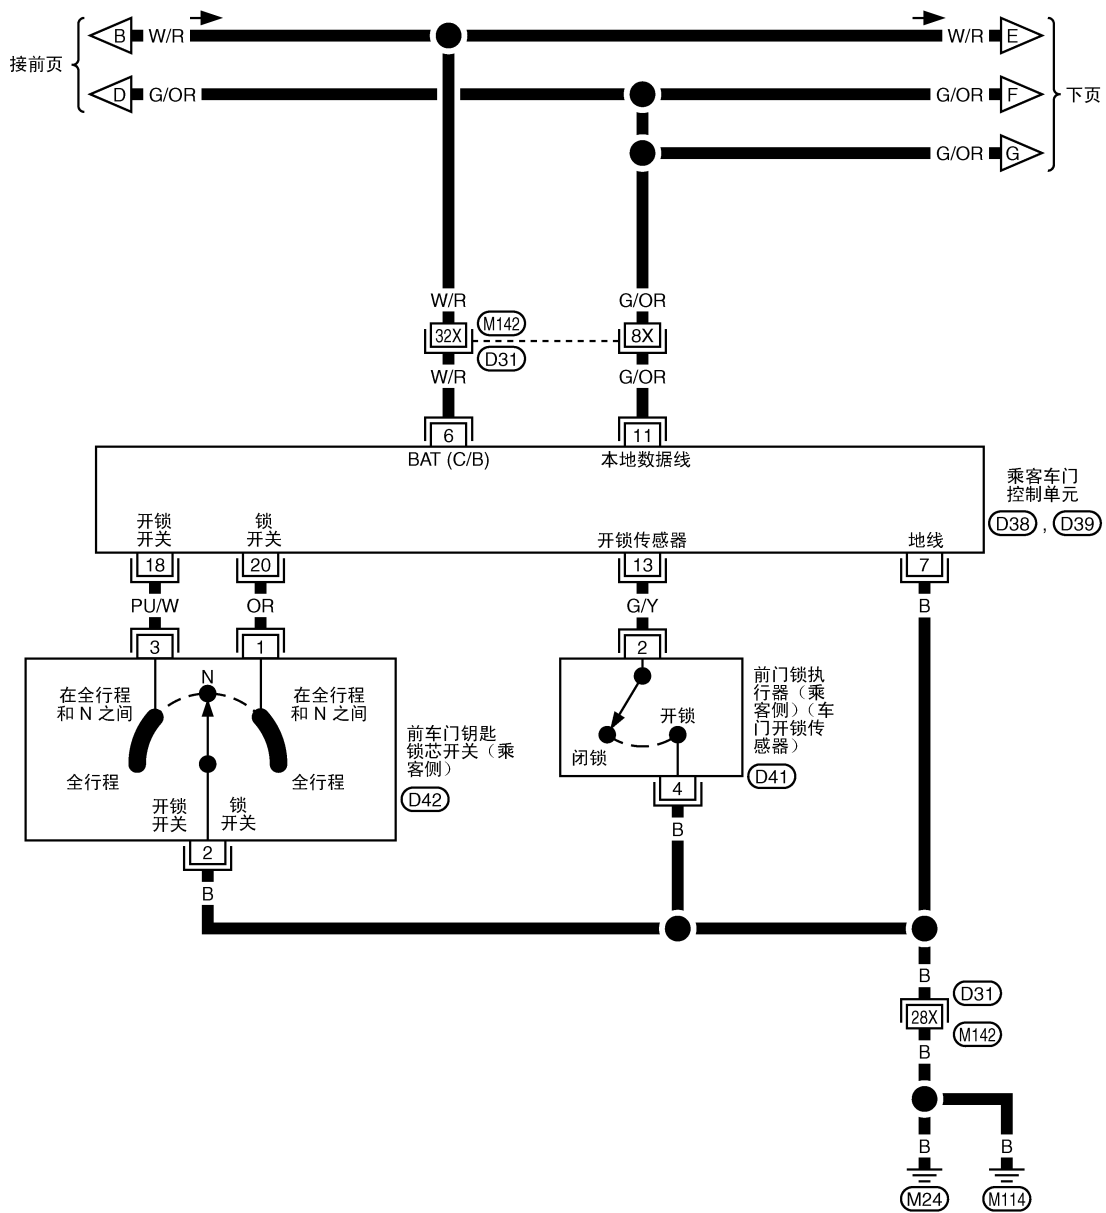 B W/R W/R E
接前页
D G/OR G/OR F
下页
G/OR G
W/R G/OR
32X M142 8X
D31
W/R G/OR
6 11
BAT (C/B) 本地数据线
乘客车门
控制单元
D38 , D39
开锁
开关
锁
开关
开锁传感器
地线
18 20 13 7
PU/W OR G/Y B
3 1 2
N
在全行程
和 N 之间
在全行程
和 N 之间
全行程
全行程
开锁
开关
锁
开关
前车门钥匙
锁芯开关（乘
客侧）
D42
开锁
闭锁
前门锁执
行器（乘
客侧）（车
门开锁传
感器）
D41
2 4
B B
B
D31
28X
M142
B
B B
M24 M114